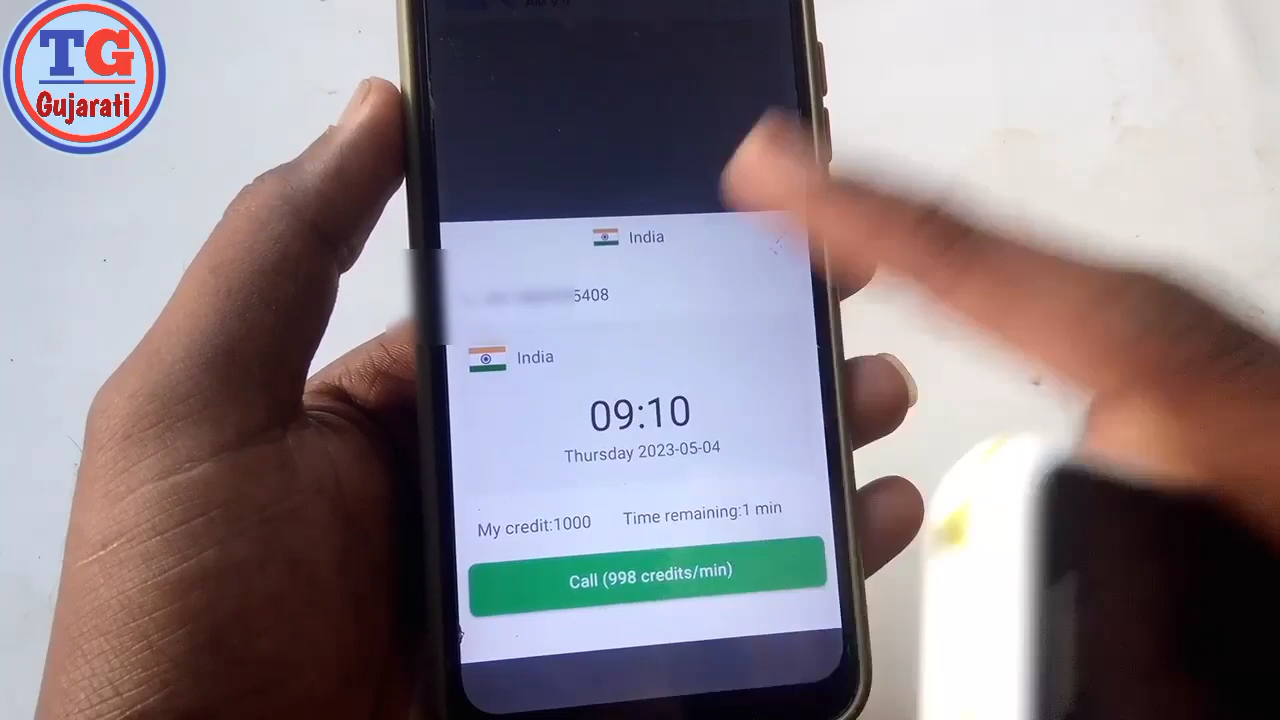 TG
Gujarati
India
5408
India
09:10
Thursday 2023-05-04
My credit:1000 Time remaining:1 min
Call (998 credits/min)